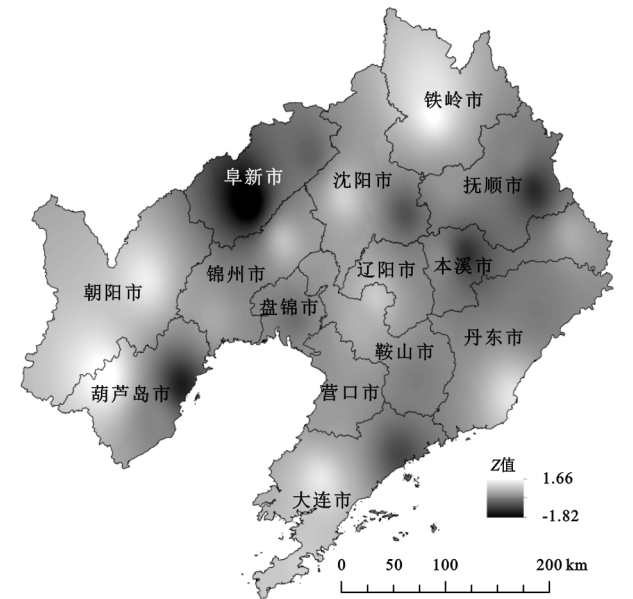 铁岭市
阜新市
沈阳市
抚顺市
朝阳市
锦州市
辽阳市
本溪市
盘锦市
丹东市
鞍山市
葫芦岛市
营口市
大连市
Z值
1.66
-1.82
0 50 100 200 km